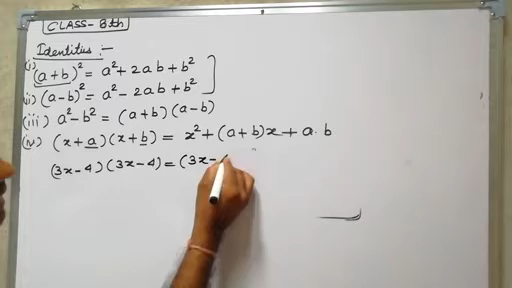 CLASS-8th
Identities :-
(i) (a+b)² = a²+2ab+b²
(ii) (a-b)² = a²-2ab+b²
(iii) a²-b² = (a+b)(a-b)
(iv) (x+a)(x+b) = x²+(a+b)x+a·b
(3x-4)(3x-4) = (3x-